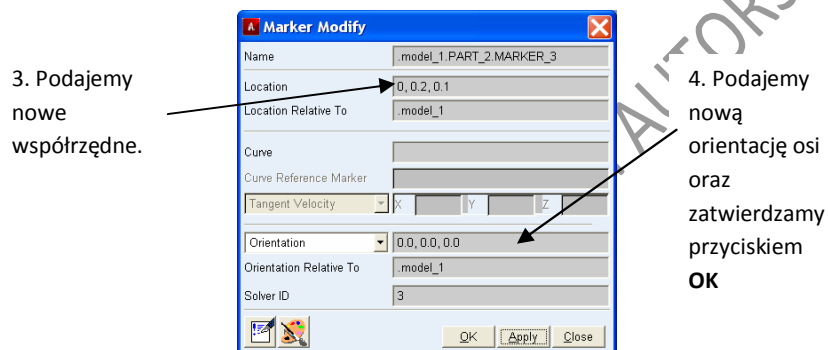 Marker Modify
Name .model_1.PART_2.MARKER_3
3. Podajemy
nowe
współrzędne.
Location 0, 0.2, 0.1
Location Relative To .model_1
Curve
Curve Reference Marker
Tangent Velocity X Y Z
Orientation 0.0, 0.0, 0.0
Orientation Relative To .model_1
Solver ID 3
OK Apply Close
4. Podajemy
nową
orientację osi
oraz
zatwierdzamy
przyciskiem
OK